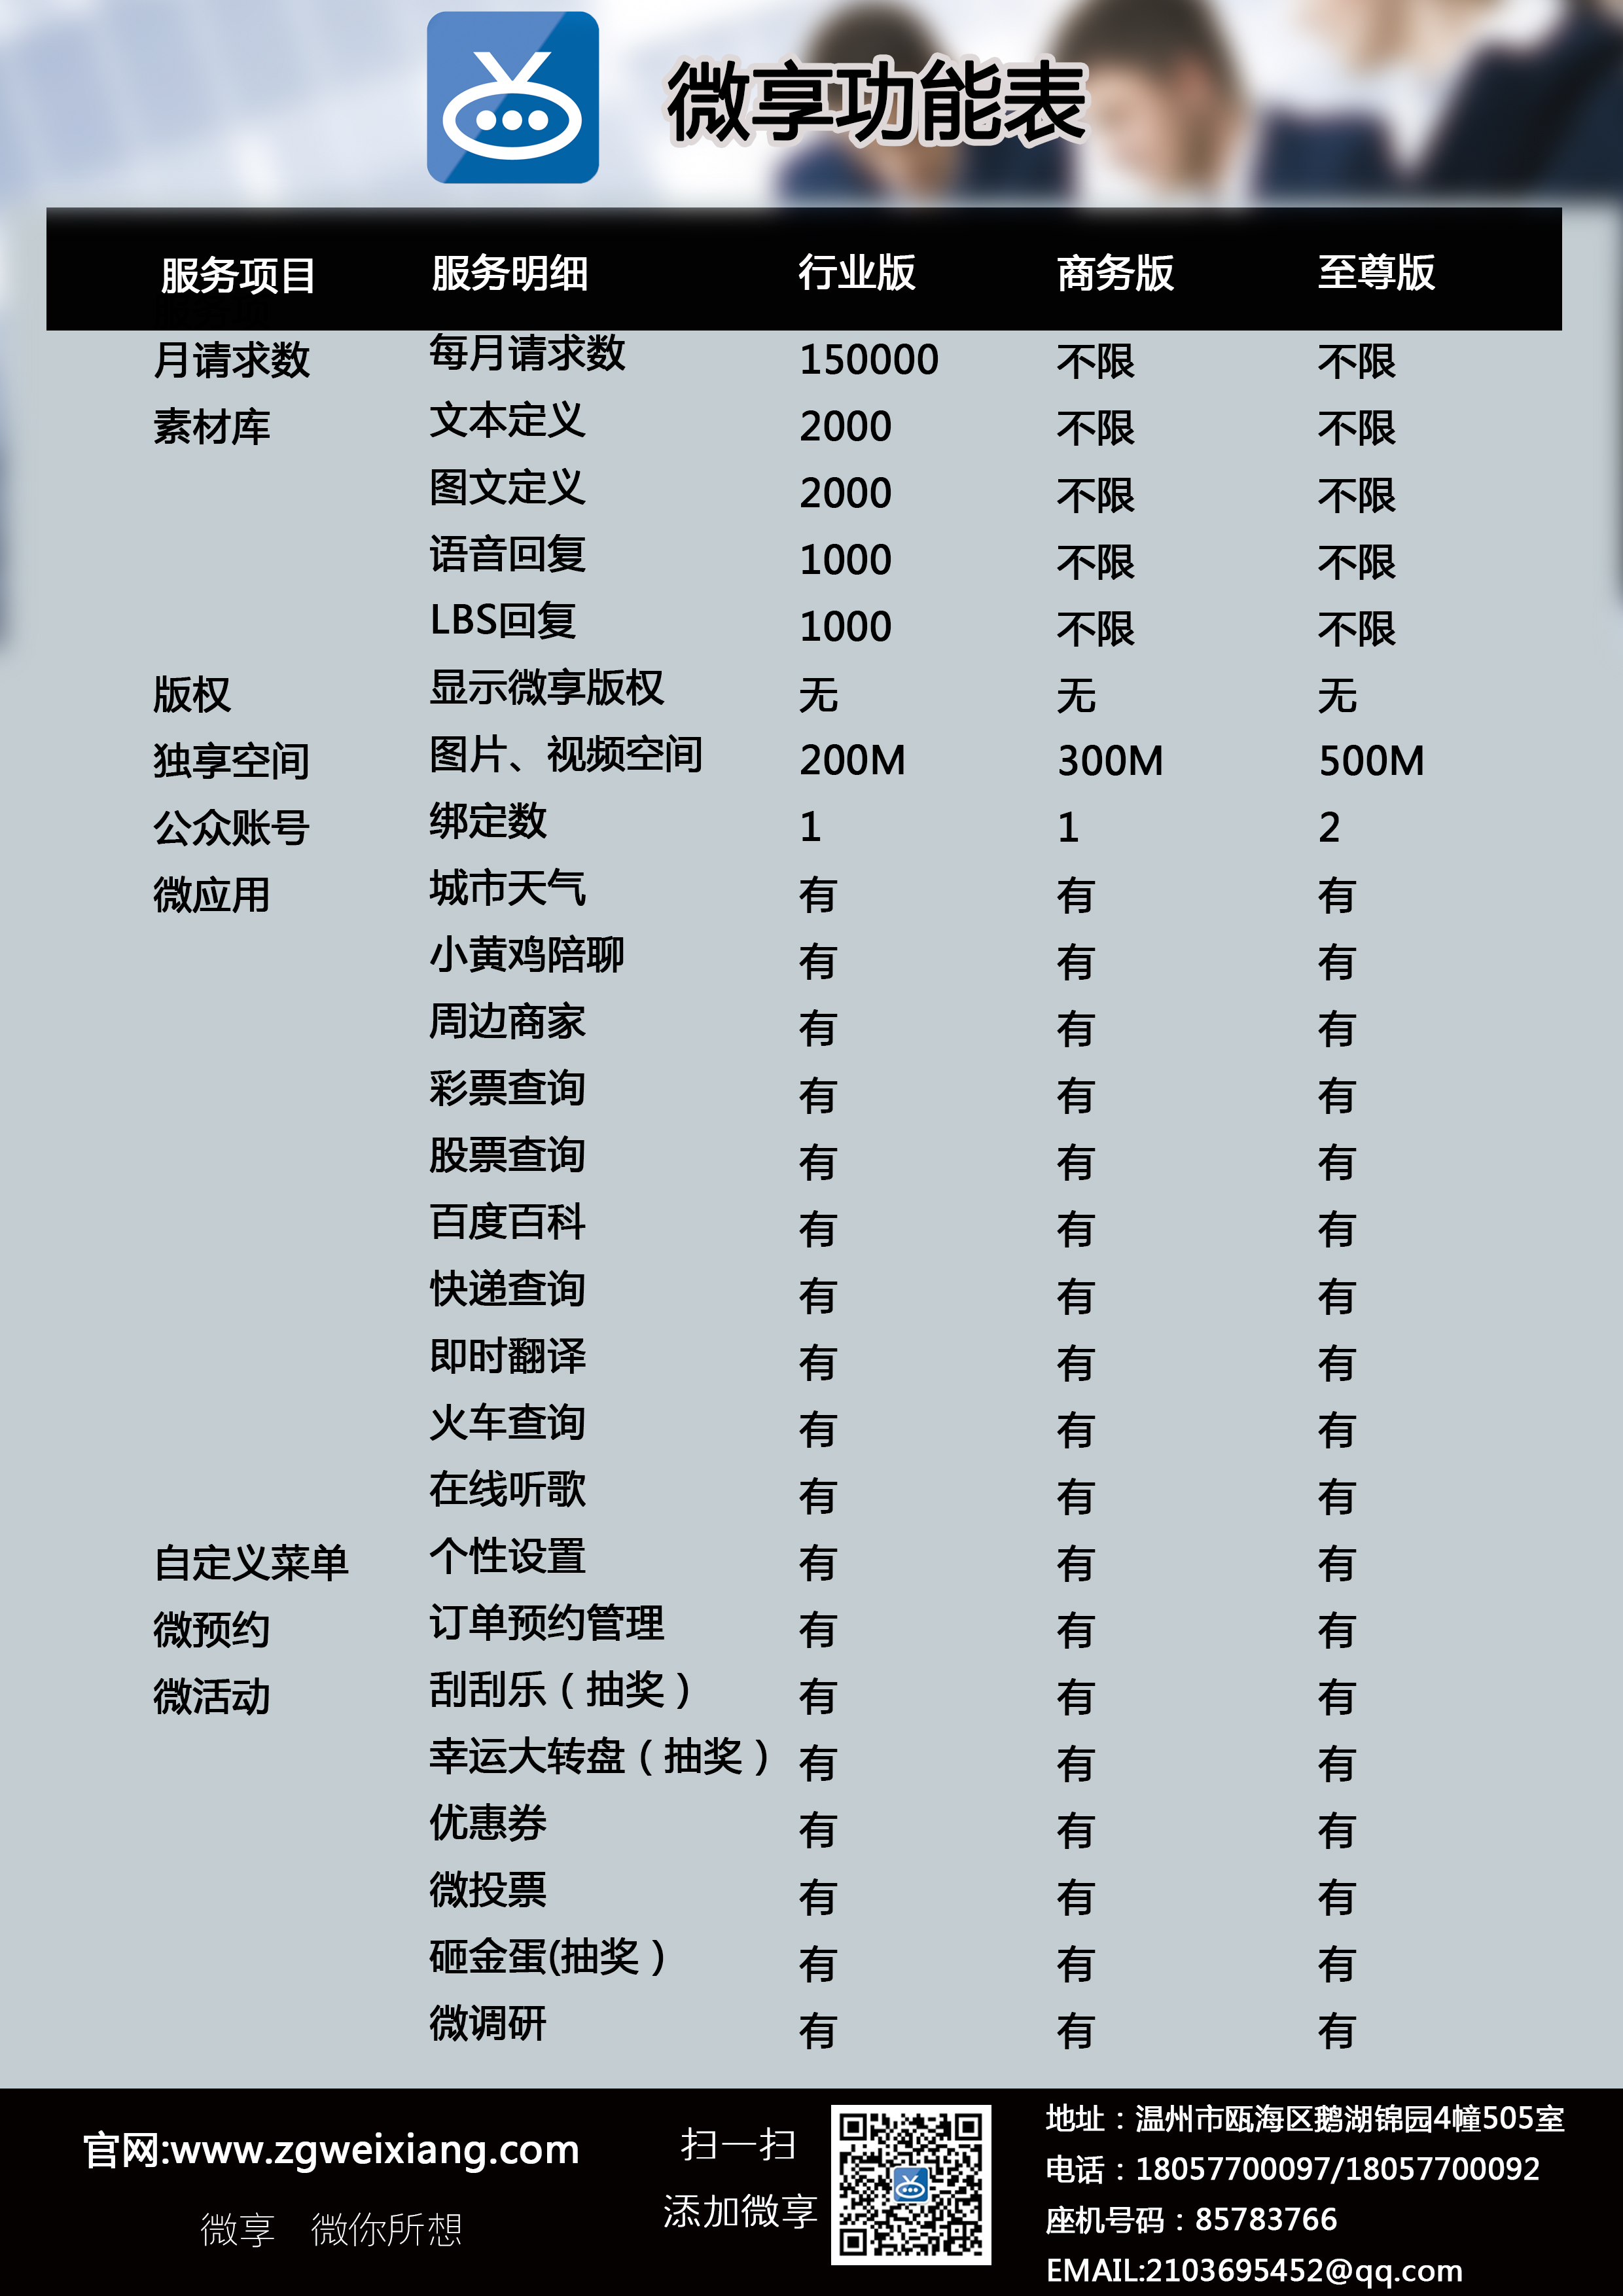 微享功能表
服务项目 服务明细 行业版 商务版 至尊版
月请求数 每月请求数 150000 不限 不限
素材库 文本定义 2000 不限 不限
图文定义 2000 不限 不限
语音回复 1000 不限 不限
LBS回复 1000 不限 不限
版权 显示微享版权 无 无 无
独享空间 图片、视频空间 200M 300M 500M
公众账号 绑定数 1 1 2
微应用 城市天气 有 有 有
小黄鸡陪聊 有 有 有
周边商家 有 有 有
彩票查询 有 有 有
股票查询 有 有 有
百度百科 有 有 有
快递查询 有 有 有
即时翻译 有 有 有
火车查询 有 有 有
在线听歌 有 有 有
自定义菜单 个性设置 有 有 有
微预约 订单预约管理 有 有 有
微活动 刮刮乐（抽奖） 有 有 有
幸运大转盘（抽奖） 有 有 有
优惠券 有 有 有
微投票 有 有 有
砸金蛋(抽奖） 有 有 有
微调研 有 有 有
官网:www.zgweixiang.com
微享 微你所想
扫一扫
添加微享
地址：温州市瓯海区鹅湖锦园4幢505室
电话：18057700097/18057700092
座机号码：85783766
EMAIL:2103695452@qq.com